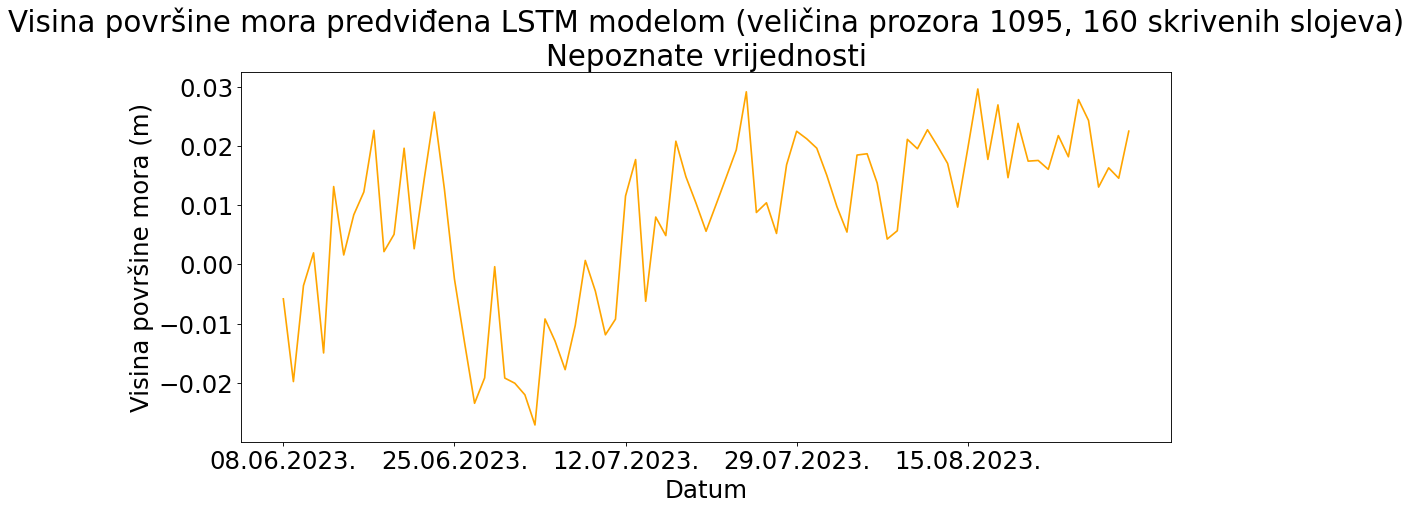 Visina površine mora predviđena LSTM modelom (veličina prozora 1095, 160 skrivenih slojeva)
Nepoznate vrijednosti
Visina površine mora (m)
0.03
0.02
0.01
0.00
−0.01
−0.02
08.06.2023. 25.06.2023. 12.07.2023. 29.07.2023. 15.08.2023.
Datum